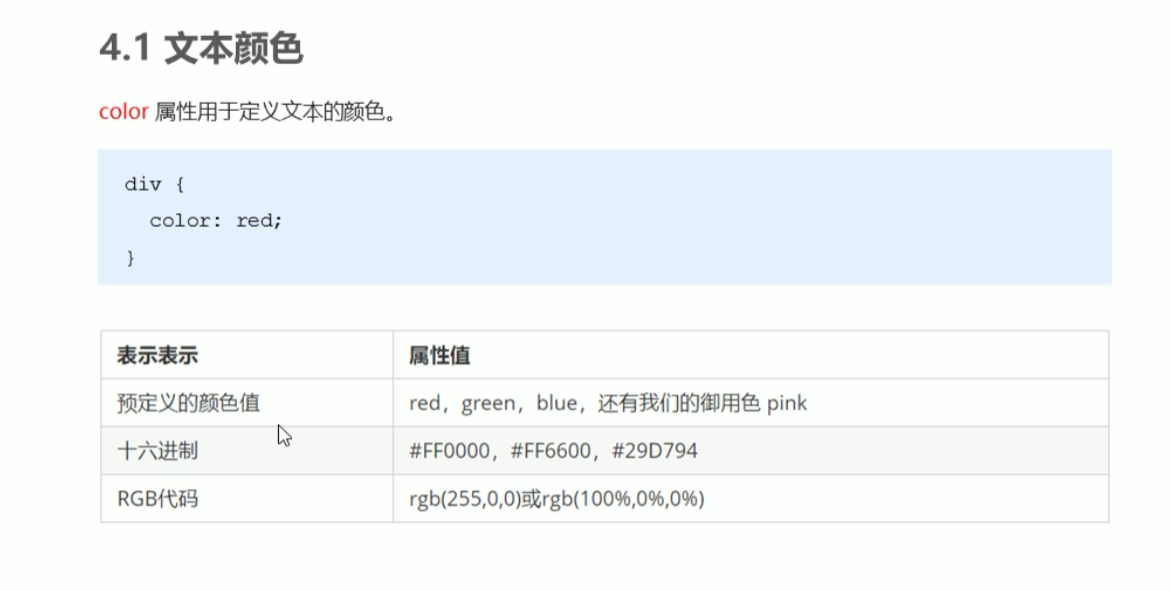 4.1 文本颜色
color 属性用于定义文本的颜色。
div {
  color: red;
}
表示表示 属性值
预定义的颜色值 red，green，blue，还有我们的御用色 pink
十六进制 #FF0000，#FF6600，#29D794
RGB代码 rgb(255,0,0)或rgb(100%,0%,0%)